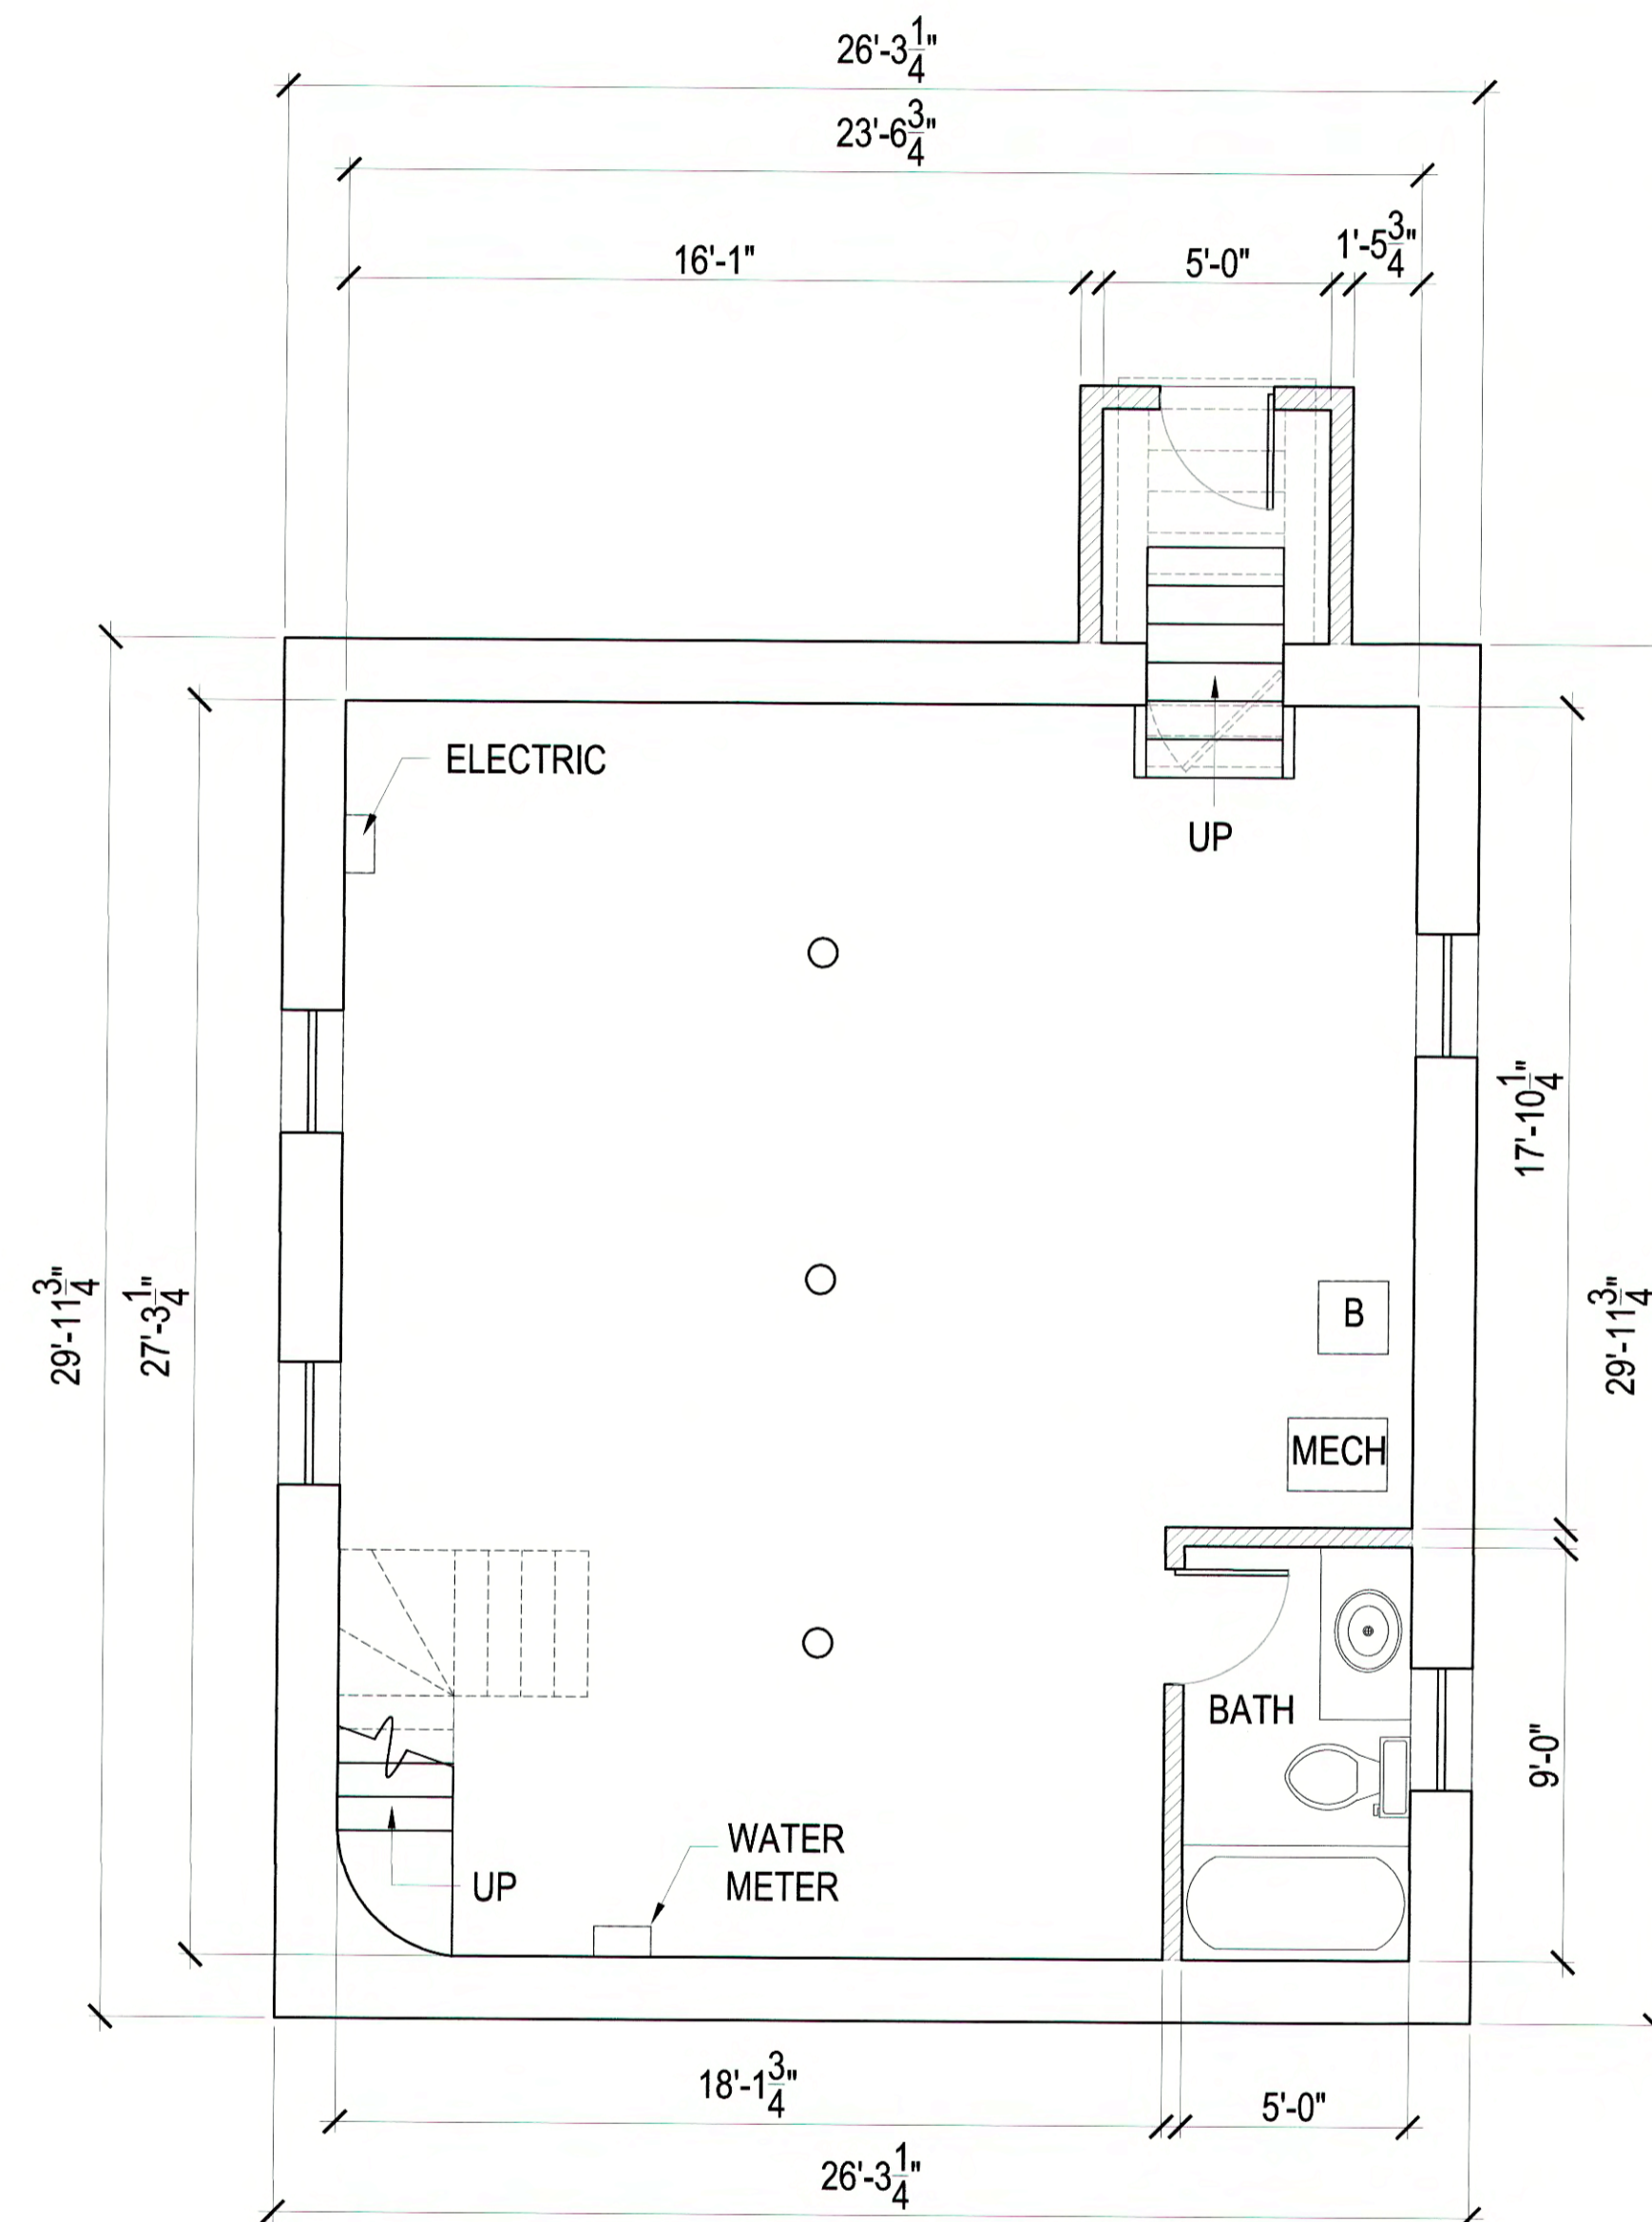 26'-3 1/4"
23'-6 3/4"
16'-1"
5'-0"
1'-5 3/4"
ELECTRIC
UP
17'-10 1/4"
29'-11 3/4"
27'-3 1/4"
29'-11 3/4"
B
MECH
BATH
9'-0"
WATER
METER
UP
18'-1 3/4"
5'-0"
26'-3 1/4"